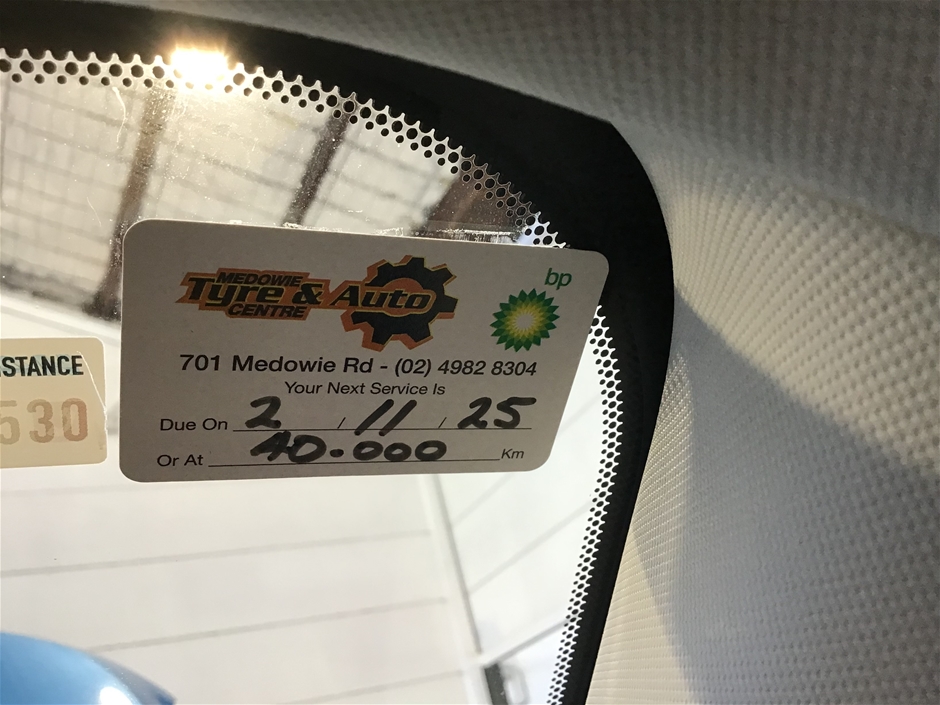 MEDOWIE
Tyre & Auto
CENTRE
bp
701 Medowie Rd - (02) 4982 8304
Your Next Service Is
Due On 2 / 11 / 25
Or At 40.000 Km
STANCE
530